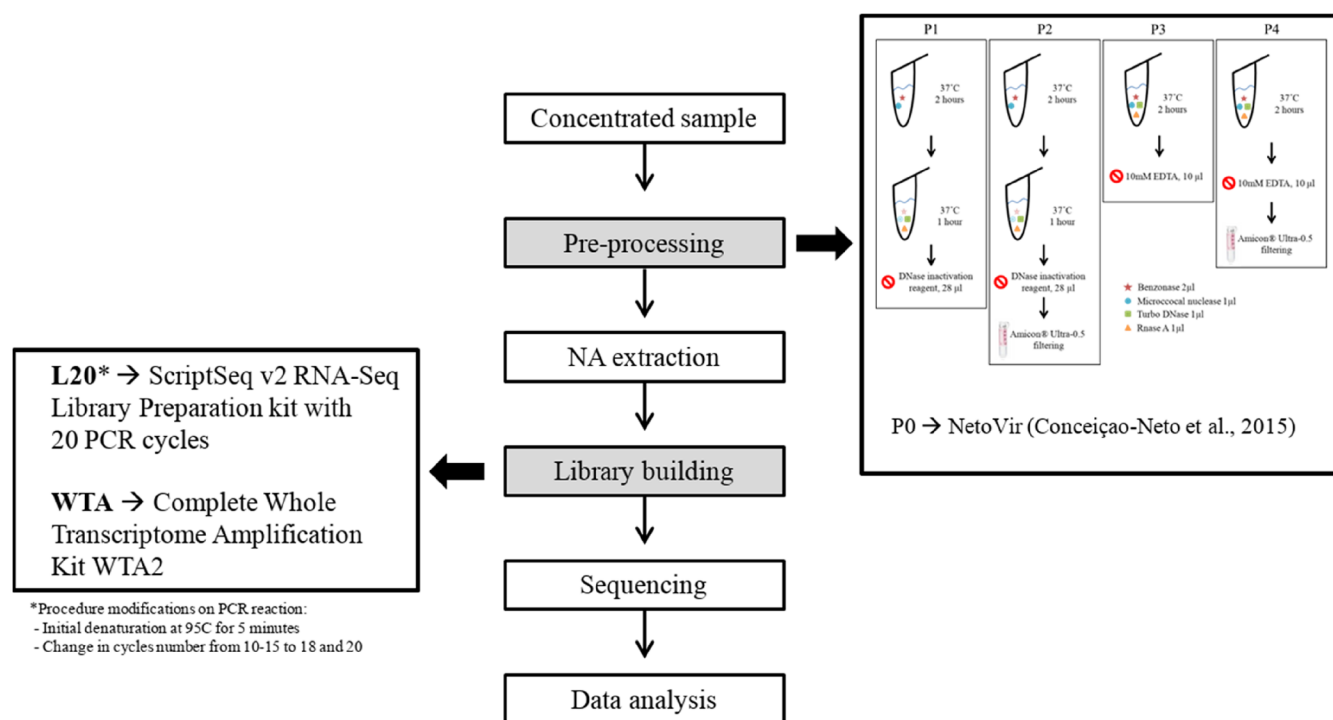 P1
P2
P3
P4
37˚C
2 hours
37˚C
2 hours
37˚C
2 hours
37˚C
2 hours
37˚C
1 hour
37˚C
1 hour
10mM EDTA, 10 µl
10mM EDTA, 10 µl
DNase inactivation
reagent, 28 µl
DNase inactivation
reagent, 28 µl
Amicon® Ultra-0.5
filtering
Amicon® Ultra-0.5
filtering
Benzonase 2µl
Microccocal nuclease 1µl
Turbo DNase 1µl
Rnase A 1µl
P0 → NetoVir (Conceiçao-Neto et al., 2015)
Concentrated sample
Pre-processing
NA extraction
Library building
Sequencing
Data analysis
L20* → ScriptSeq v2 RNA-Seq
Library Preparation kit with
20 PCR cycles
WTA → Complete Whole
Transcriptome Amplification
Kit WTA2
*Procedure modifications on PCR reaction:
- Initial denaturation at 95C for 5 minutes
- Change in cycles number from 10-15 to 18 and 20